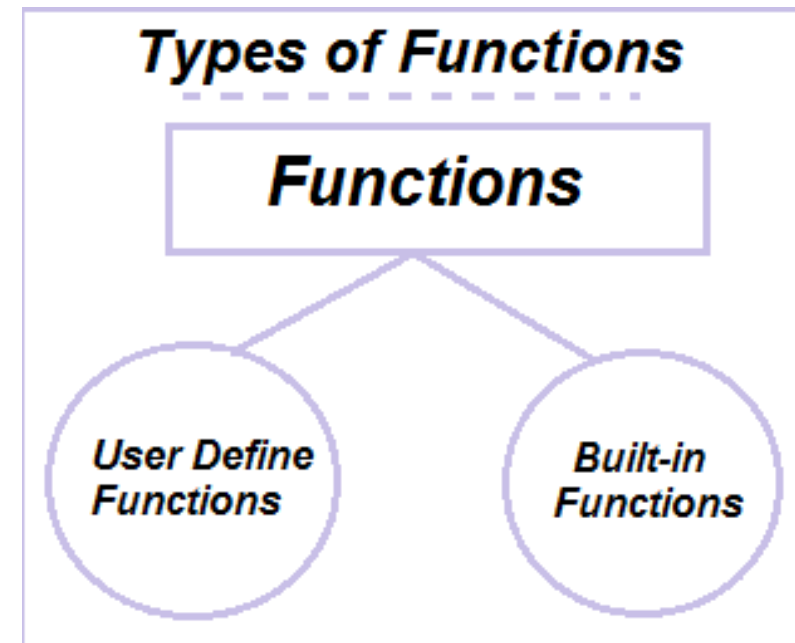 Types of Functions
Functions
User Define
Functions
Built-in
Functions